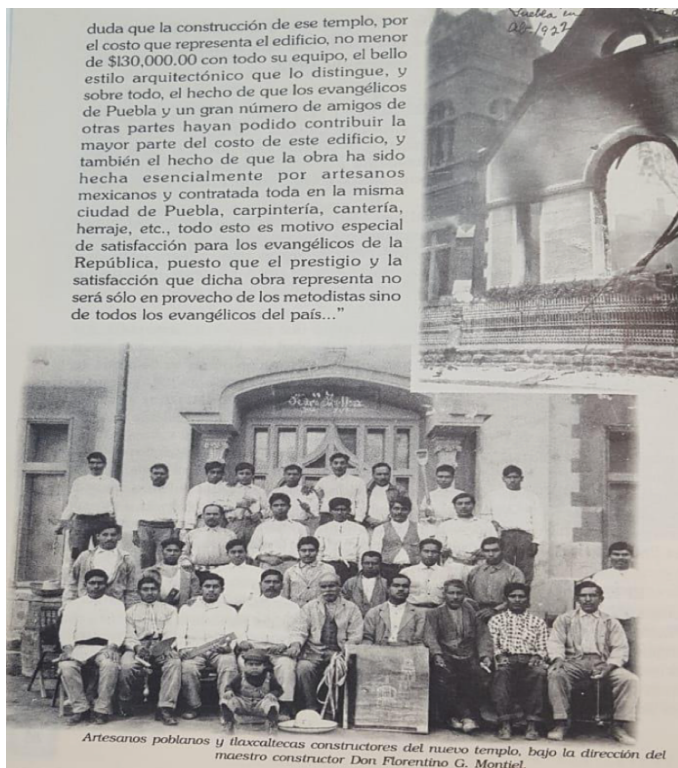 duda que la construcción de ese templo, por
el costo que representa el edificio, no menor
de $130,000.00 con todo su equipo, el bello
estilo arquitectónico que lo distingue, y
sobre todo, el hecho de que los evangélicos
de Puebla y un gran número de amigos de
otras partes hayan podido contribuir la
mayor parte del costo de este edificio, y
también el hecho de que la obra ha sido
hecha esencialmente por artesanos
mexicanos y contratada toda en la misma
ciudad de Puebla, carpintería, cantería,
herraje, etc., todo esto es motivo especial
de satisfacción para los evangélicos de la
República, puesto que el prestigio y la
satisfacción que dicha obra representa no
será sólo en provecho de los metodistas sino
de todos los evangélicos del país..."
Puebla en
1922
Artesanos poblanos y tlaxcaltecas constructores del nuevo templo, bajo la dirección del
maestro constructor Don Florentino G. Montiel.